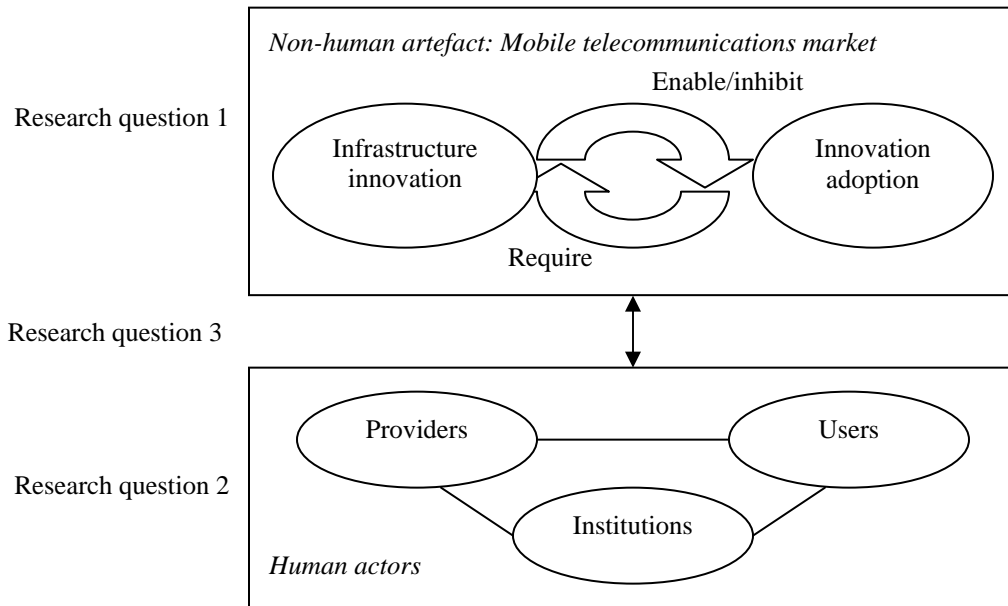 Non-human artefact: Mobile telecommunications market
Enable/inhibit
Research question 1
Infrastructure
innovation
Innovation
adoption
Require
Research question 3
Providers
Users
Research question 2
Institutions
Human actors